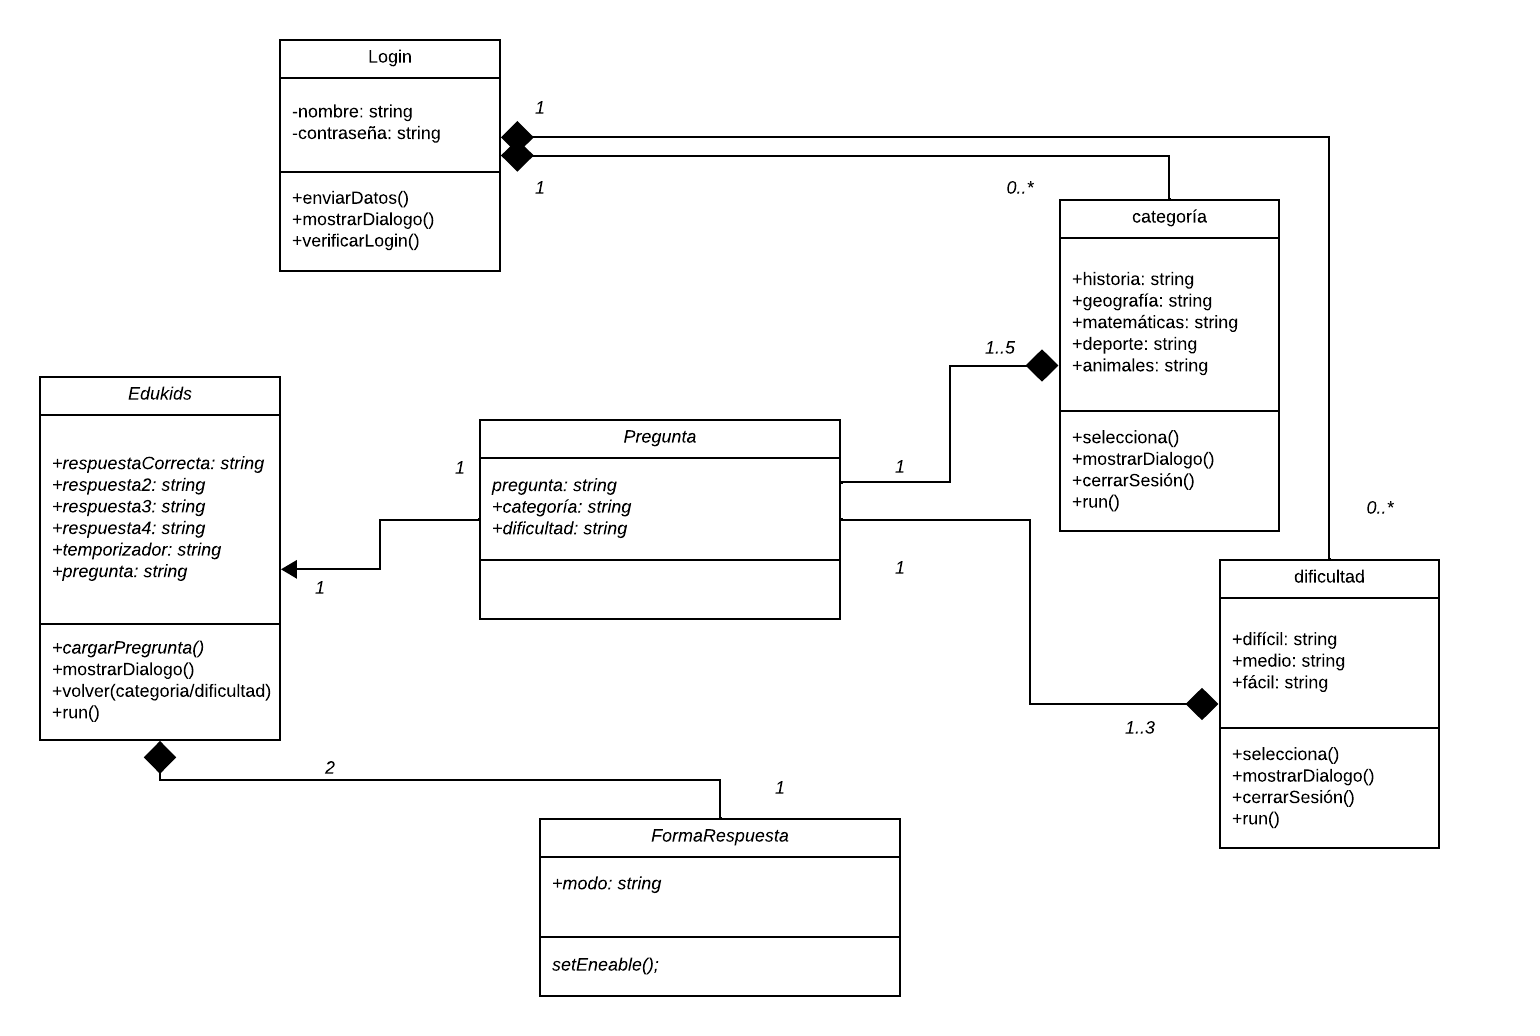 Login
-nombre: string
-contraseña: string
+enviarDatos()
+mostrarDialogo()
+verificarLogin()
1
1
0..*
categoría
+historia: string
+geografía: string
+matemáticas: string
+deporte: string
+animales: string
+selecciona()
+mostrarDialogo()
+cerrarSesión()
+run()
1..5
1
Edukids
+respuestaCorrecta: string
+respuesta2: string
+respuesta3: string
+respuesta4: string
+temporizador: string
+pregunta: string
+cargarPregrunta()
+mostrarDialogo()
+volver(categoria/dificultad)
+run()
1
1
Pregunta
pregunta: string
+categoría: string
+dificultad: string
1
0..*
dificultad
+difícil: string
+medio: string
+fácil: string
+selecciona()
+mostrarDialogo()
+cerrarSesión()
+run()
1..3
2
1
FormaRespuesta
+modo: string
setEneable();